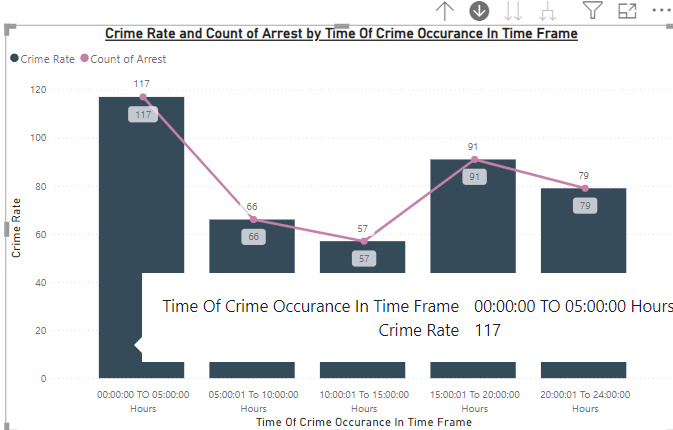 Crime Rate and Count of Arrest by Time Of Crime Occurance In Time Frame
Crime Rate Count of Arrest
120
100
80
60
40
20
0
Crime Rate
117
117
66
66
57
57
91
91
79
79
Time Of Crime Occurance In Time Frame 00:00:00 TO 05:00:00 Hours
Crime Rate 117
00:00:00 TO 05:00:00
Hours
05:00:01 To 10:00:00
Hours
10:00:01 To 15:00:00
Hours
15:00:01 To 20:00:00
Hours
20:00:01 To 24:00:00
Hours
Time Of Crime Occurance In Time Frame